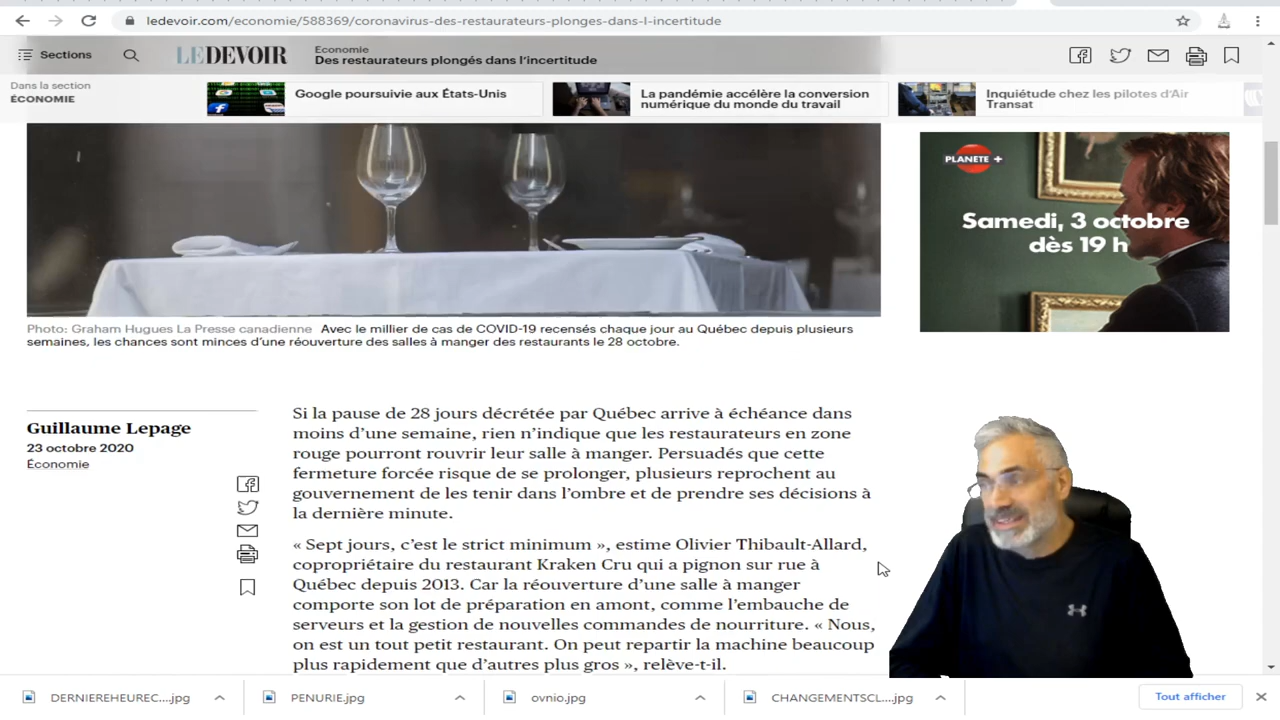 ledevoir.com/economie/588369/coronavirus-des-restaurateurs-plonges-dans-l-incertitude
Sections
LE DEVOIR
Economie
Des restaurateurs plongés dans l'incertitude
Dans la section
ÉCONOMIE
Google poursuivie aux États-Unis
La pandémie accélère la conversion
numérique du monde du travail
Inquiétude chez les pilotes d'Air
Transat
PLANETE +
Samedi, 3 octobre
dès 19 h
Photo: Graham Hugues La Presse canadienne Avec le millier de cas de COVID-19 recensés chaque jour au Québec depuis plusieurs
semaines, les chances sont minces d'une réouverture des salles à manger des restaurants le 28 octobre.
Guillaume Lepage
23 octobre 2020
Économie
Si la pause de 28 jours décrétée par Québec arrive à échéance dans
moins d'une semaine, rien n'indique que les restaurateurs en zone
rouge pourront rouvrir leur salle à manger. Persuadés que cette
fermeture forcée risque de se prolonger, plusieurs reprochent au
gouvernement de les tenir dans l'ombre et de prendre ses décisions à
la dernière minute.
« Sept jours, c'est le strict minimum », estime Olivier Thibault-Allard,
copropriétaire du restaurant Kraken Cru qui a pignon sur rue à
Québec depuis 2013. Car la réouverture d'une salle à manger
comporte son lot de préparation en amont, comme l'embauche de
serveurs et la gestion de nouvelles commandes de nourriture. « Nous,
on est un tout petit restaurant. On peut repartir la machine beaucoup
plus rapidement que d'autres plus gros », relève-t-il.
DERNIEREHEUREC....jpg
PENURIE.jpg
ovnio.jpg
CHANGEMENTSCL....jpg
Tout afficher